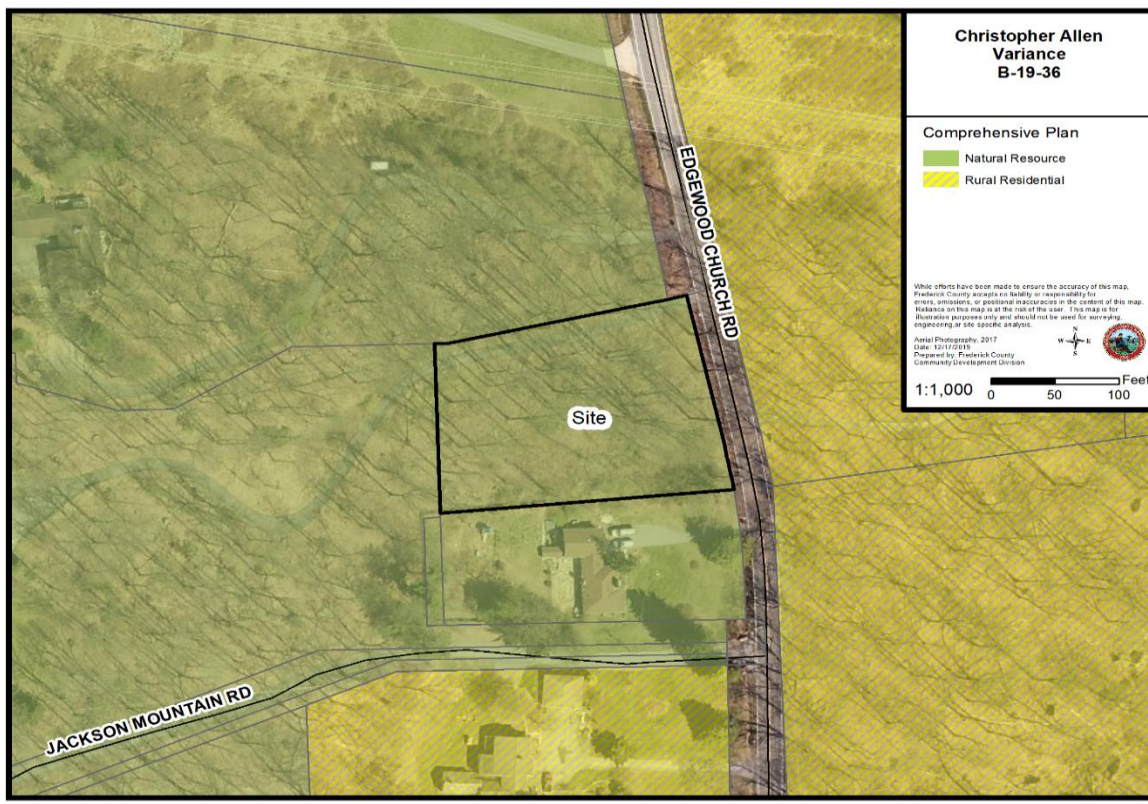 Christopher Allen
Variance
B-19-36
Comprehensive Plan
Natural Resource
Rural Residential
While efforts have been made to ensure the accuracy of this map,
Frederick County accepts no liability or responsibility for
errors, omissions, or positional inaccuracies in the content of this map.
Reliance on this map is at the risk of the user. This map is for
illustration purposes only and should not be used for surveying,
engineering,or site specific analysis.
Aerial Photography, 2017
Date: 12/17/2019
Prepared by: Frederick County
Community Development Division
N
W E
S
1:1,000
Feet
0 50 100
EDGEWOOD CHURCH RD
Site
JACKSON MOUNTAIN RD